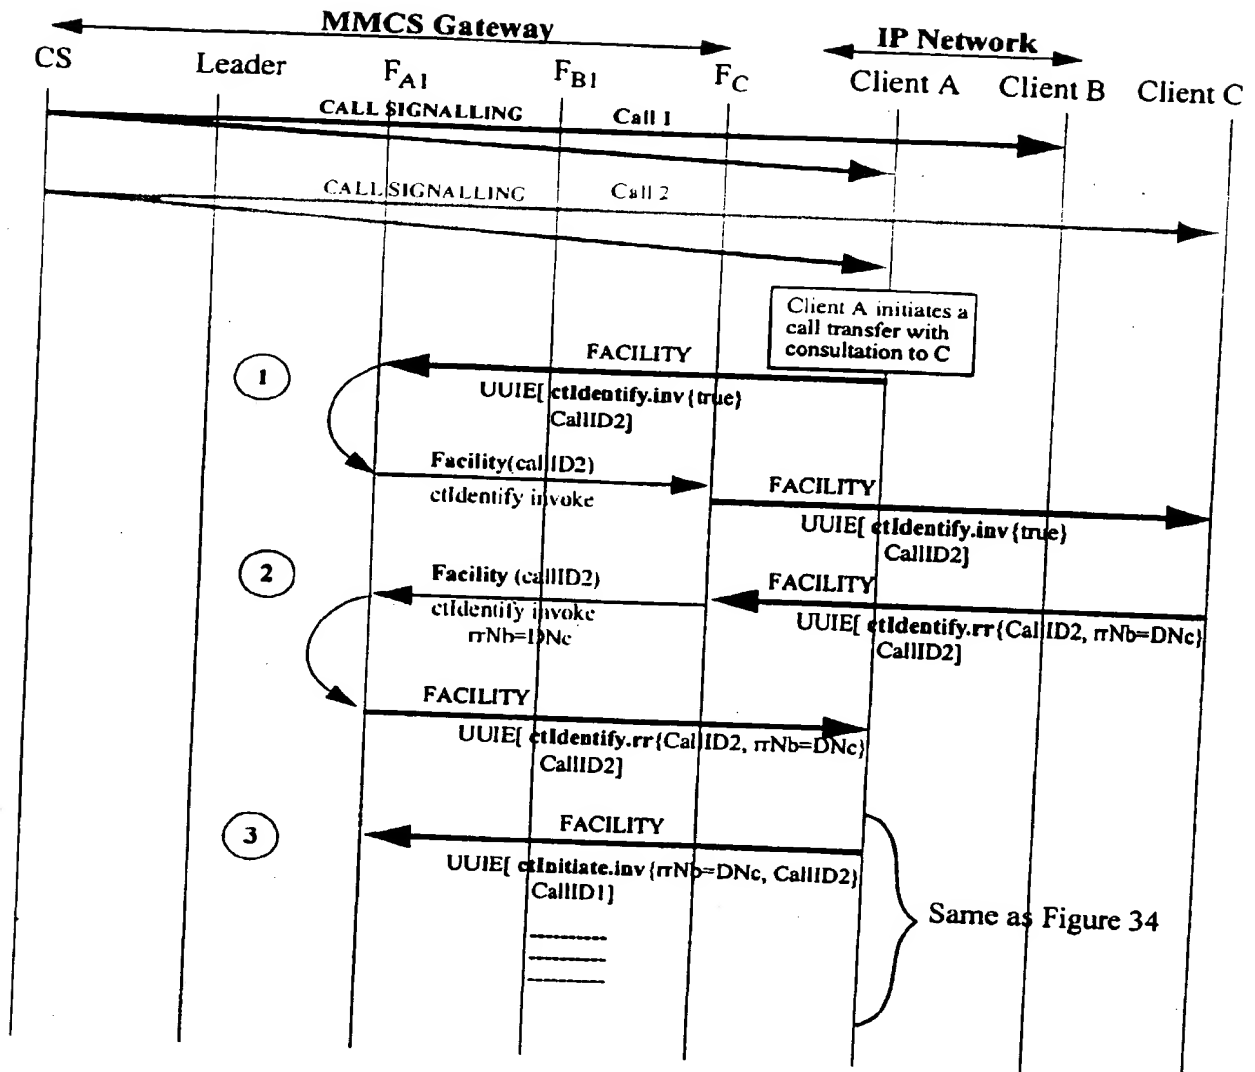 MMCS Gateway
IP Network
CS
Leader
FA1
FB1
FC
Client A
Client B
Client C
CALL SIGNALLING
Call 1
CALL SIGNALLING
Call 2
Client A initiates a
call transfer with
consultation to C
1
FACILITY
UUIE[ ctIdentify.inv{true}
CallID2]
Facility(callID2)
ctIdentify invoke
FACILITY
UUIE[ ctIdentify.inv{true}
CallID2]
2
Facility (callID2)
ctIdentify invoke
rrNb=DNc
FACILITY
UUIE[ ctIdentify.rr{CallID2, rrNb=DNc}
CallID2]
FACILITY
UUIE[ ctIdentify.rr{CallID2, rrNb=DNc}
CallID2]
3
FACILITY
UUIE[ ctInitiate.inv{rrNb=DNc, CallID2}
CallID1]
Same as Figure 34